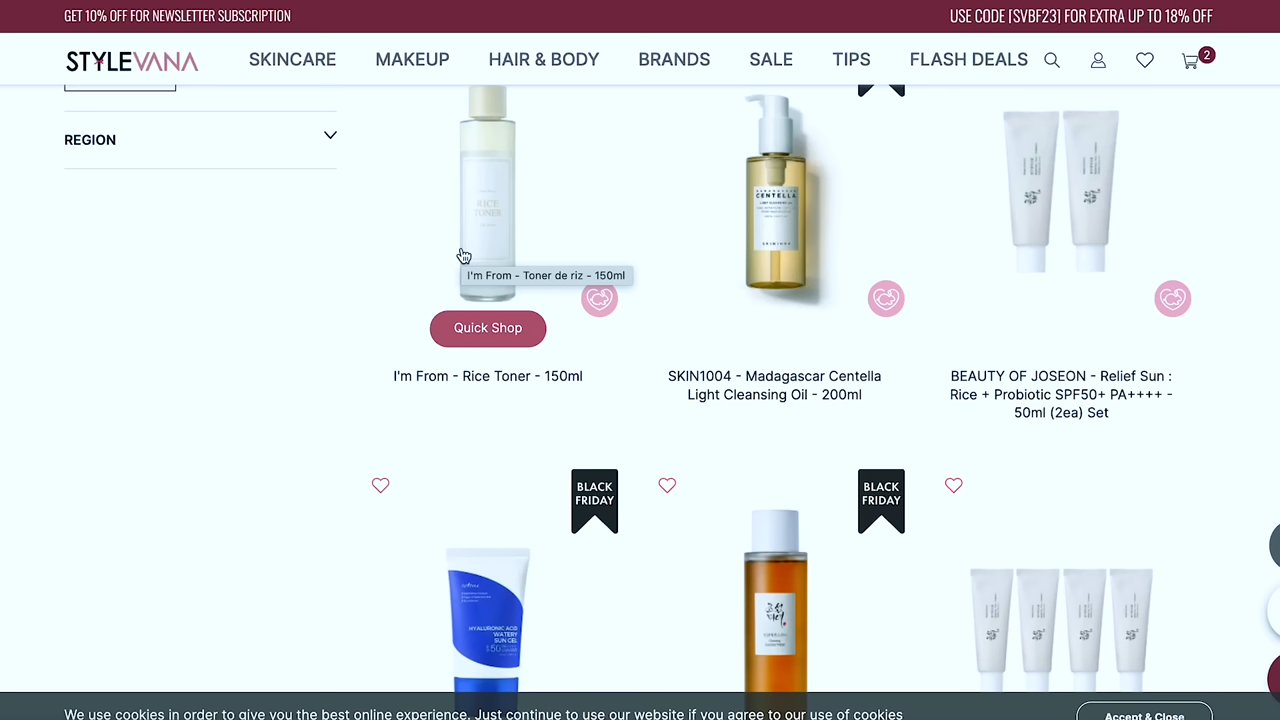 GET 10% OFF FOR NEWSLETTER SUBSCRIPTION
USE CODE [SVBF23] FOR EXTRA UP TO 18% OFF
STYLEVANA
SKINCARE
MAKEUP
HAIR & BODY
BRANDS
SALE
TIPS
FLASH DEALS
2
REGION
RICE
TONER
CENTELLA
LIGHT CLEANSING OIL
SKIN1004
I'm From - Toner de riz - 150ml
Quick Shop
I'm From - Rice Toner - 150ml
SKIN1004 - Madagascar Centella
Light Cleansing Oil - 200ml
BEAUTY OF JOSEON - Relief Sun :
Rice + Probiotic SPF50+ PA++++ -
50ml (2ea) Set
BLACK
FRIDAY
BLACK
FRIDAY
HYALURONIC ACID
WATERY
SUN GEL
We use cookies in order to give you the best online experience. Just continue to use our website if you agree to our use of cookies
Accept & Close